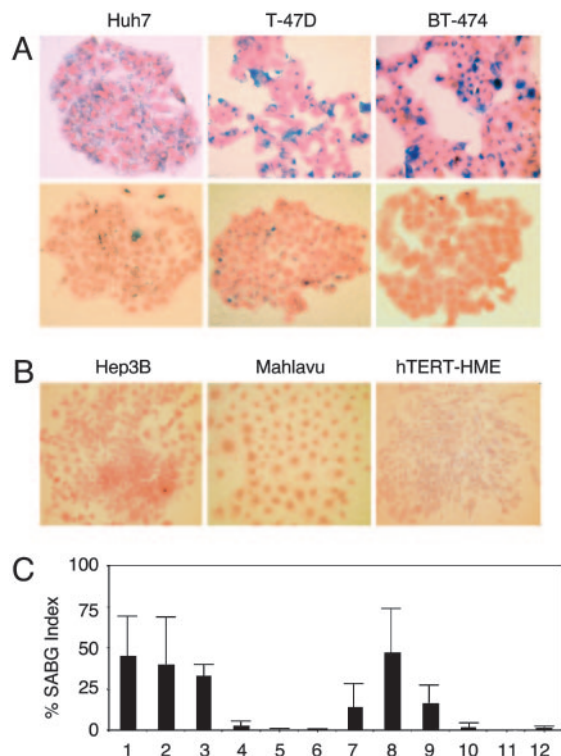 Huh7 T-47D BT-474
A
Hep3B Mahlavu hTERT-HME
B
C
100
75
50
25
0
% SABG Index
1 2 3 4 5 6 7 8 9 10 11 12